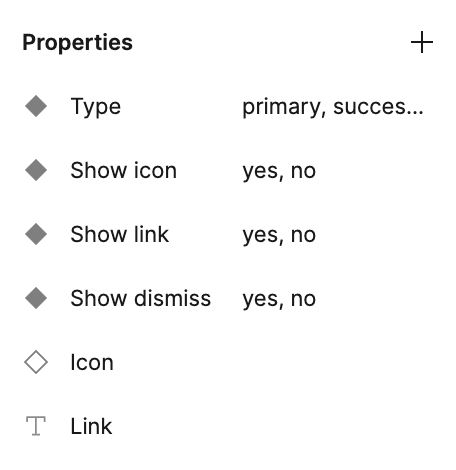 Properties
Type primary, succes...
Show icon yes, no
Show link yes, no
Show dismiss yes, no
Icon
Link